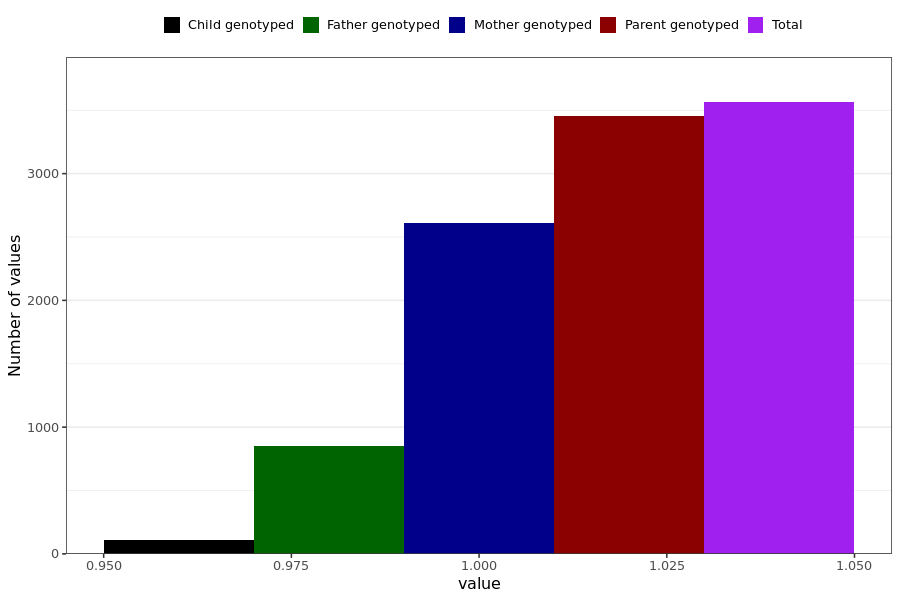 Child genotyped Father genotyped Mother genotyped Parent genotyped Total
Number of values
3000
2000
1000
0
0.950 0.975 1.000 1.025 1.050
value